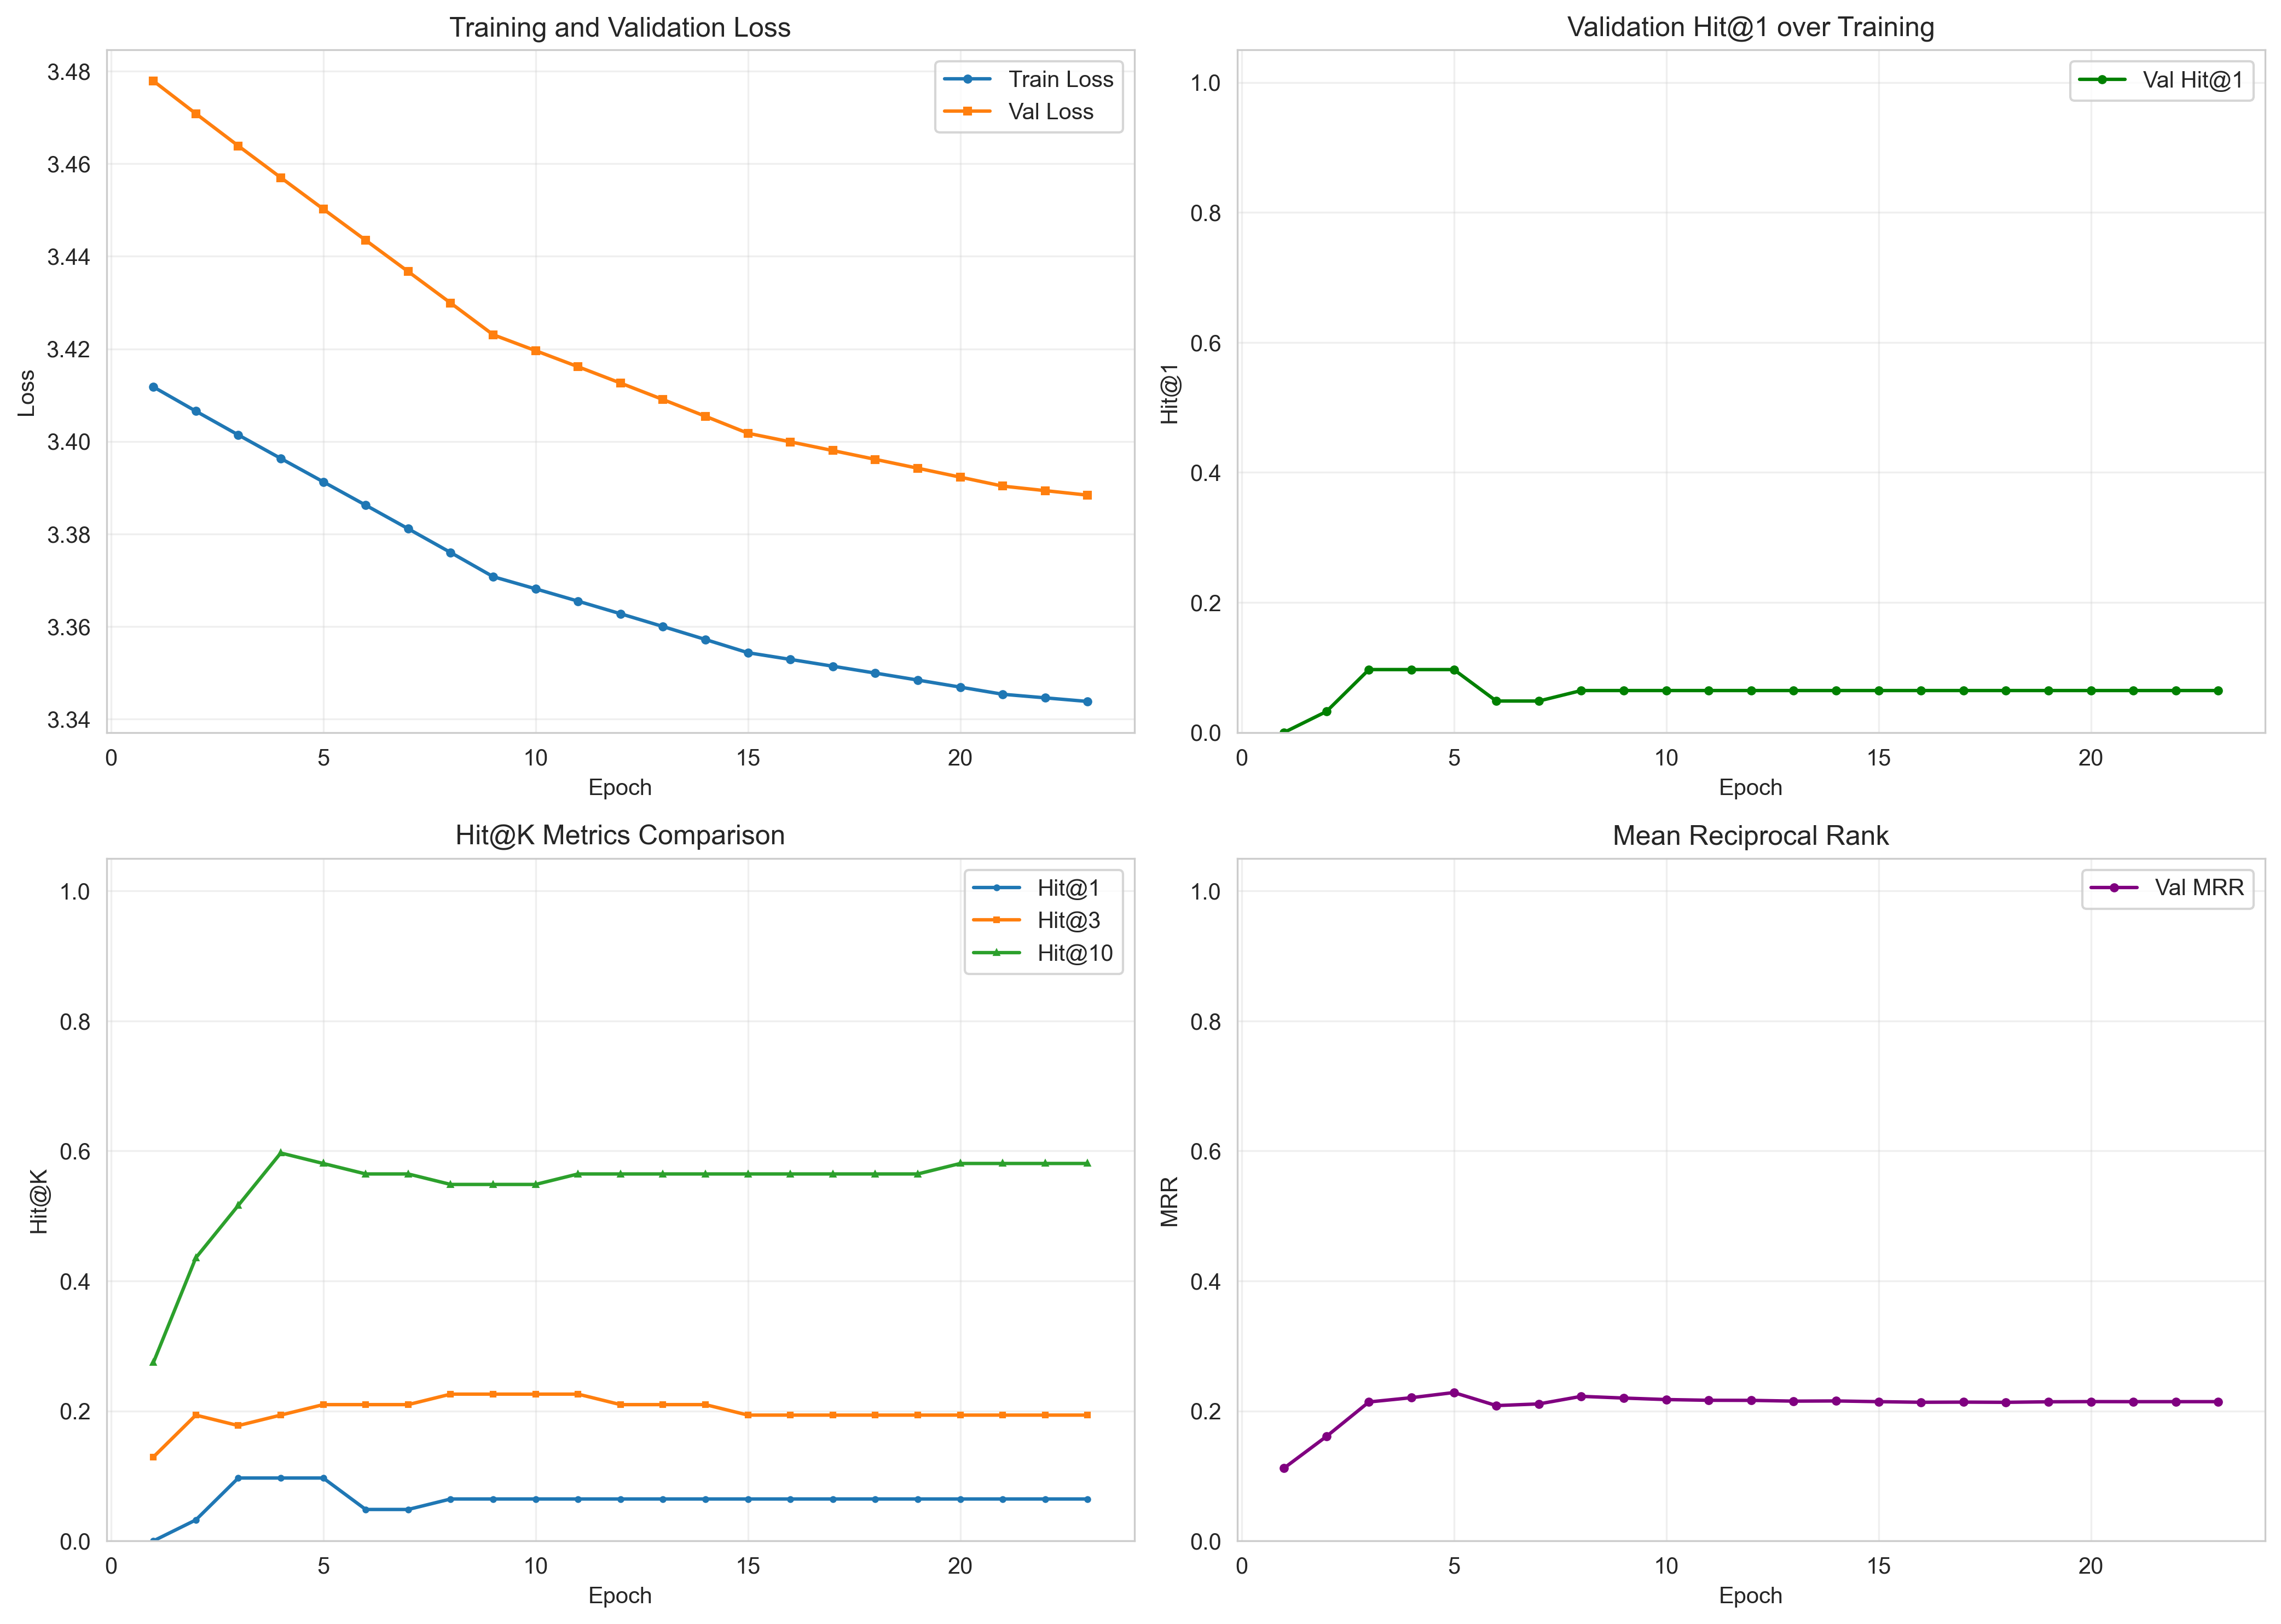 Training and Validation Loss
3.48
3.46
3.44
3.42
3.40
3.38
3.36
3.34
Loss
0 5 10 15 20
Epoch
Train Loss
Val Loss
Validation Hit@1 over Training
1.0
0.8
0.6
0.4
0.2
0.0
Hit@1
0 5 10 15 20
Epoch
Val Hit@1
Hit@K Metrics Comparison
1.0
0.8
0.6
0.4
0.2
0.0
Hit@K
0 5 10 15 20
Epoch
Hit@1
Hit@3
Hit@10
Mean Reciprocal Rank
1.0
0.8
0.6
0.4
0.2
0.0
MRR
0 5 10 15 20
Epoch
Val MRR